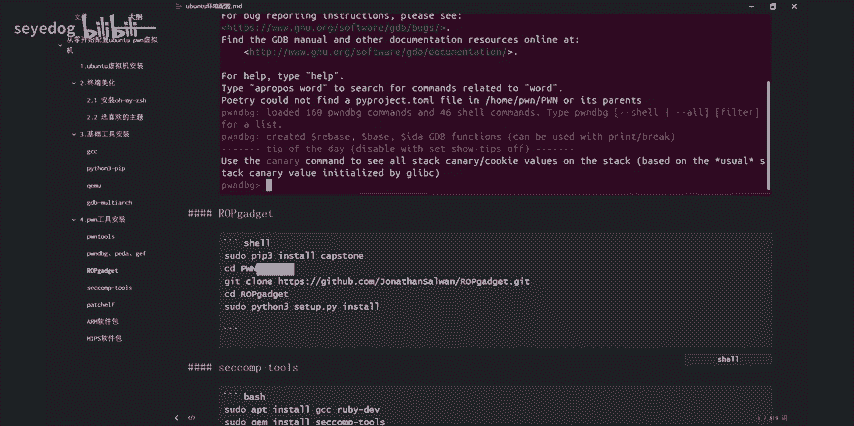 ubuntu环境配置.md
seyedog bilibili
大纲
从零开始配置ubuntu pwn虚拟机
1.ubuntu虚拟机安装
2.终端美化
2.1 安装oh-my-zsh
2.2 选喜欢的主题
3.基础工具安装
gcc
python3-pip
qemu
gdb-multiarch
4.pwn工具安装
pwntools
pwndbg、peda、gef
ROPgadget
seccomp-tools
patchelf
ARM软件包
MIPS软件包
For bug reporting instructions, please see:
<https://www.gnu.org/software/gdb/bugs/>.
Find the GDB manual and other documentation resources online at:
<http://www.gnu.org/software/gdb/documentation/>.
For help, type "help".
Type "apropos word" to search for commands related to "word".
Poetry could not find a pyproject.toml file in /home/pwn/PWN or its parents
pwndbg: loaded 160 pwndbg commands and 46 shell commands. Type pwndbg [--shell | --all] [filter]
for a list.
pwndbg: created $rebase, $base, $ida GDB functions (can be used with print/break)
------- tip of the day (disable with set show-tips off) -------
Use the canary command to see all stack canary/cookie values on the stack (based on the *usual* s
tack canary value initialized by glibc)
pwndbg>
#### ROPgadget
``` shell
sudo pip3 install capstone
cd PWN
git clone https://github.com/JonathanSalwan/ROPgadget.git
cd ROPgadget
sudo python3 setup.py install
```
shell
#### seccomp-tools
``` bash
sudo apt install gcc ruby-dev
sudo gem install seccomp-tools